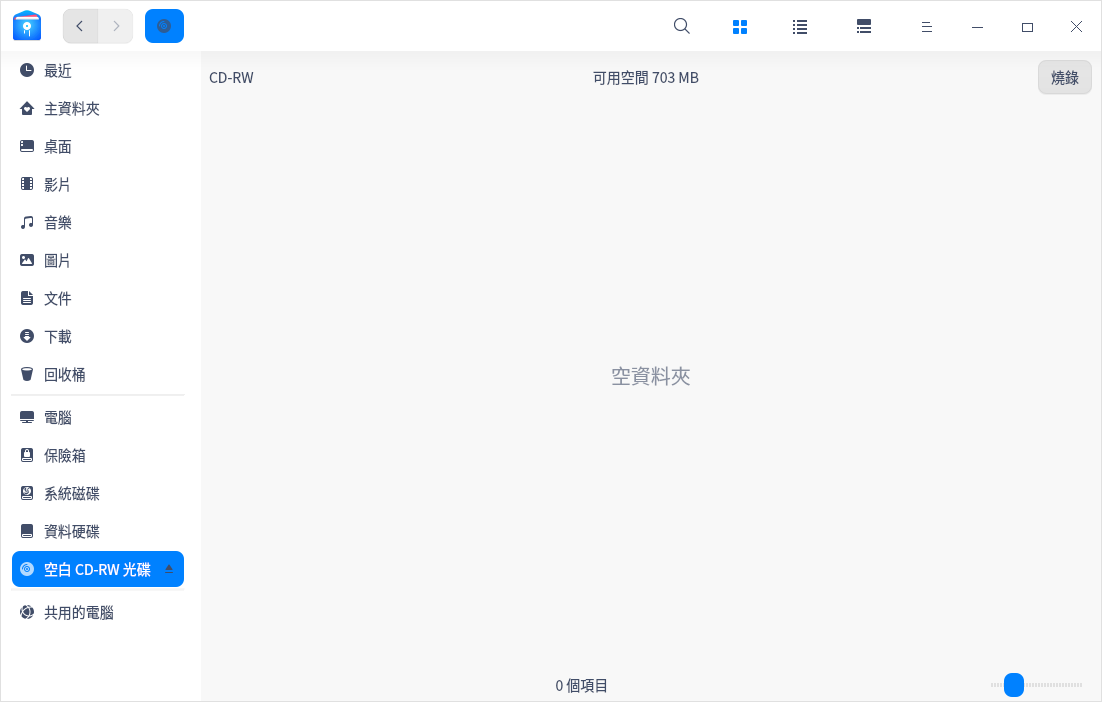 最近
主資料夾
桌面
影片
音樂
圖片
文件
下載
回收桶
電腦
保險箱
系統磁碟
資料硬碟
空白 CD-RW 光碟
共用的電腦
CD-RW
可用空間 703 MB
燒錄
空資料夾
0 個項目